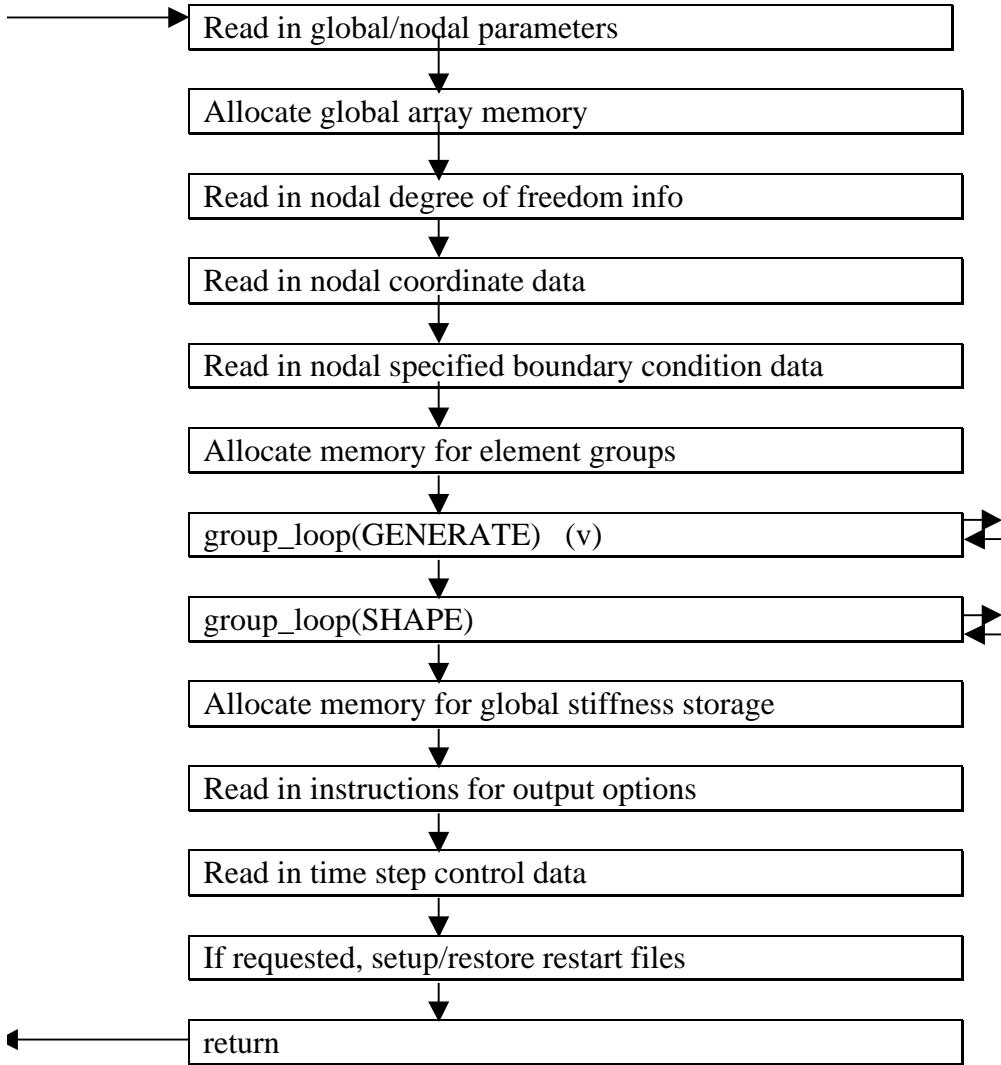 Read in global/nodal parameters
Allocate global array memory
Read in nodal degree of freedom info
Read in nodal coordinate data
Read in nodal specified boundary condition data
Allocate memory for element groups
group_loop(GENERATE)   (v)
group_loop(SHAPE)
Allocate memory for global stiffness storage
Read in instructions for output options
Read in time step control data
If requested, setup/restore restart files
return